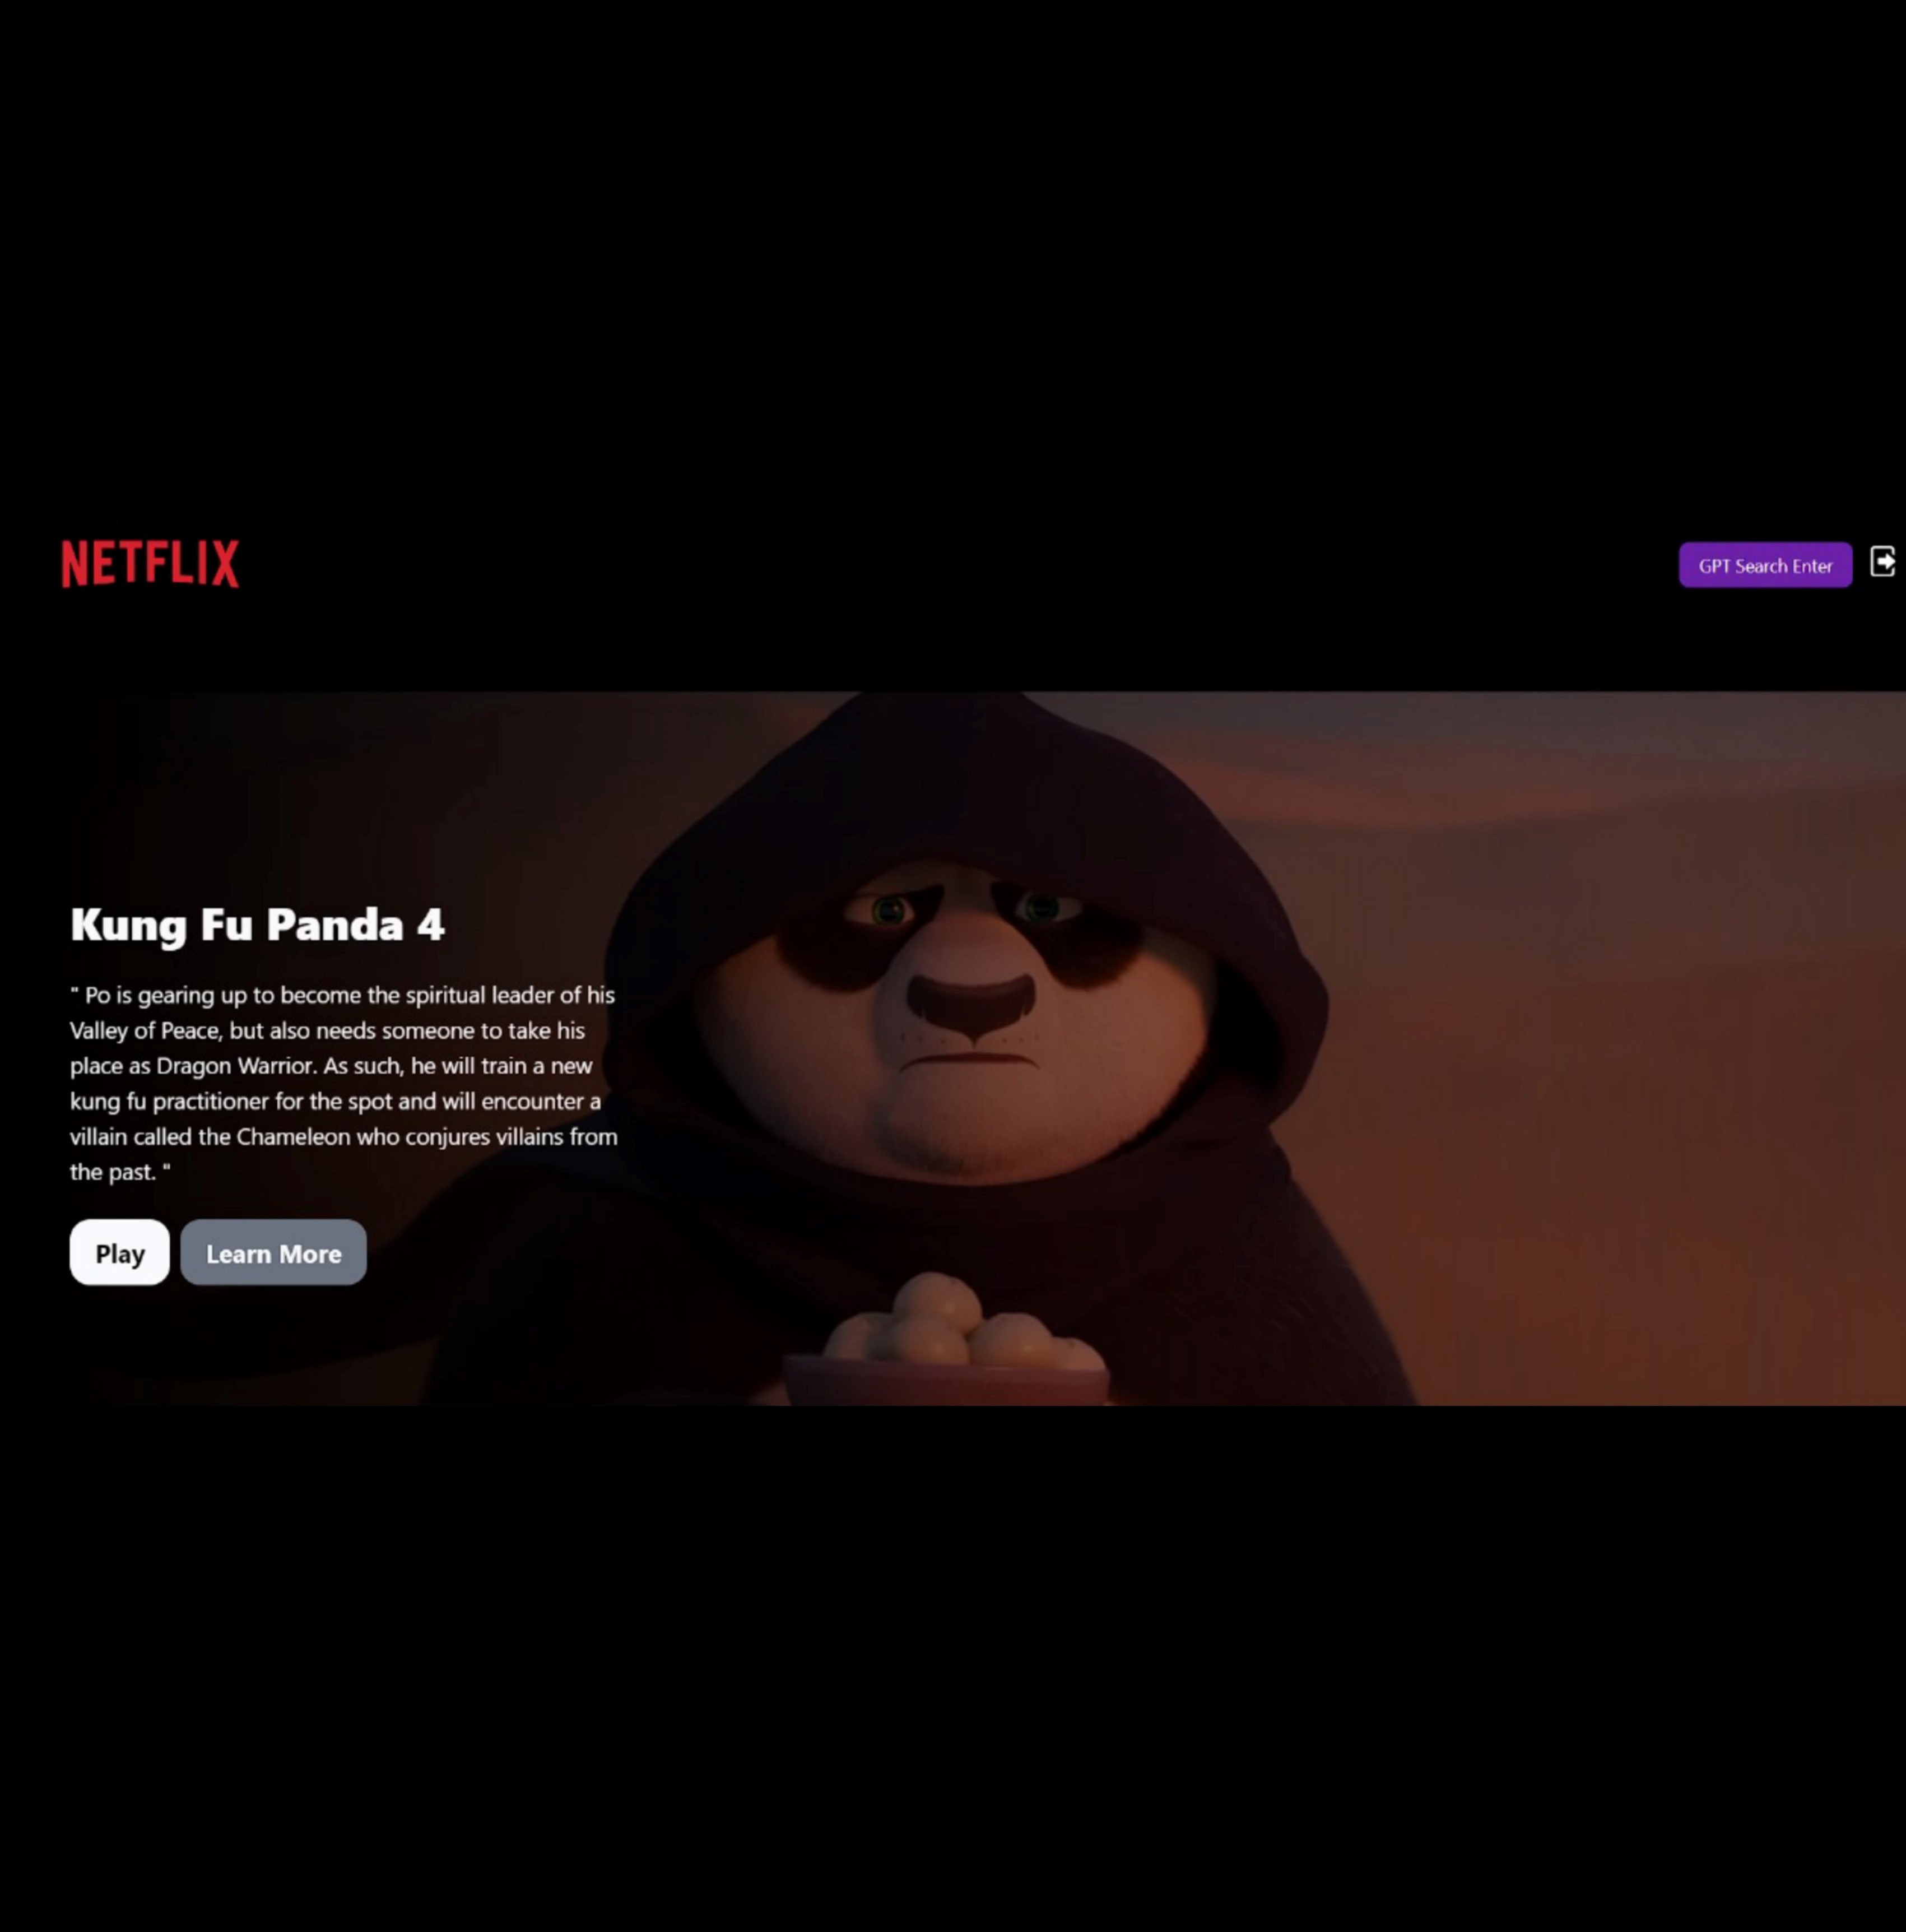 NETFLIX
GPT Search Enter
Kung Fu Panda 4
" Po is gearing up to become the spiritual leader of his
Valley of Peace, but also needs someone to take his
place as Dragon Warrior. As such, he will train a new
kung fu practitioner for the spot and will encounter a
villain called the Chameleon who conjures villains from
the past. "
Play
Learn More